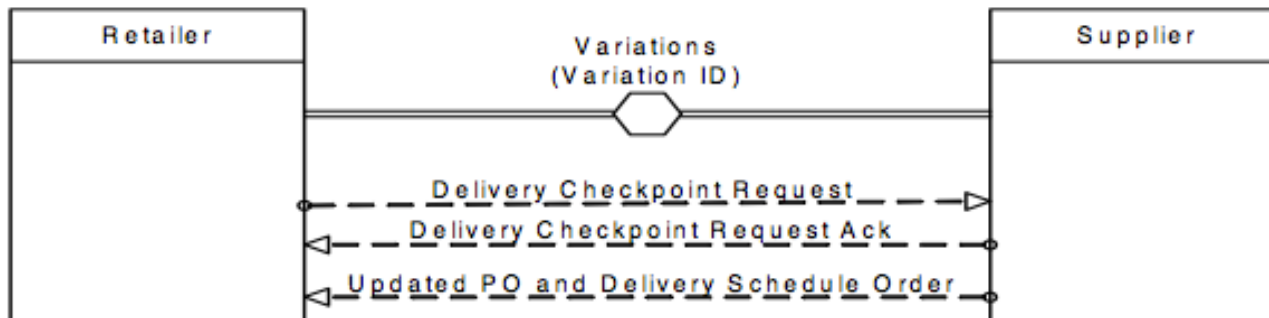 Retailer
Supplier
Variations
(Variation ID)
Delivery Checkpoint Request
Delivery Checkpoint Request Ack
Updated PO and Delivery Schedule Order